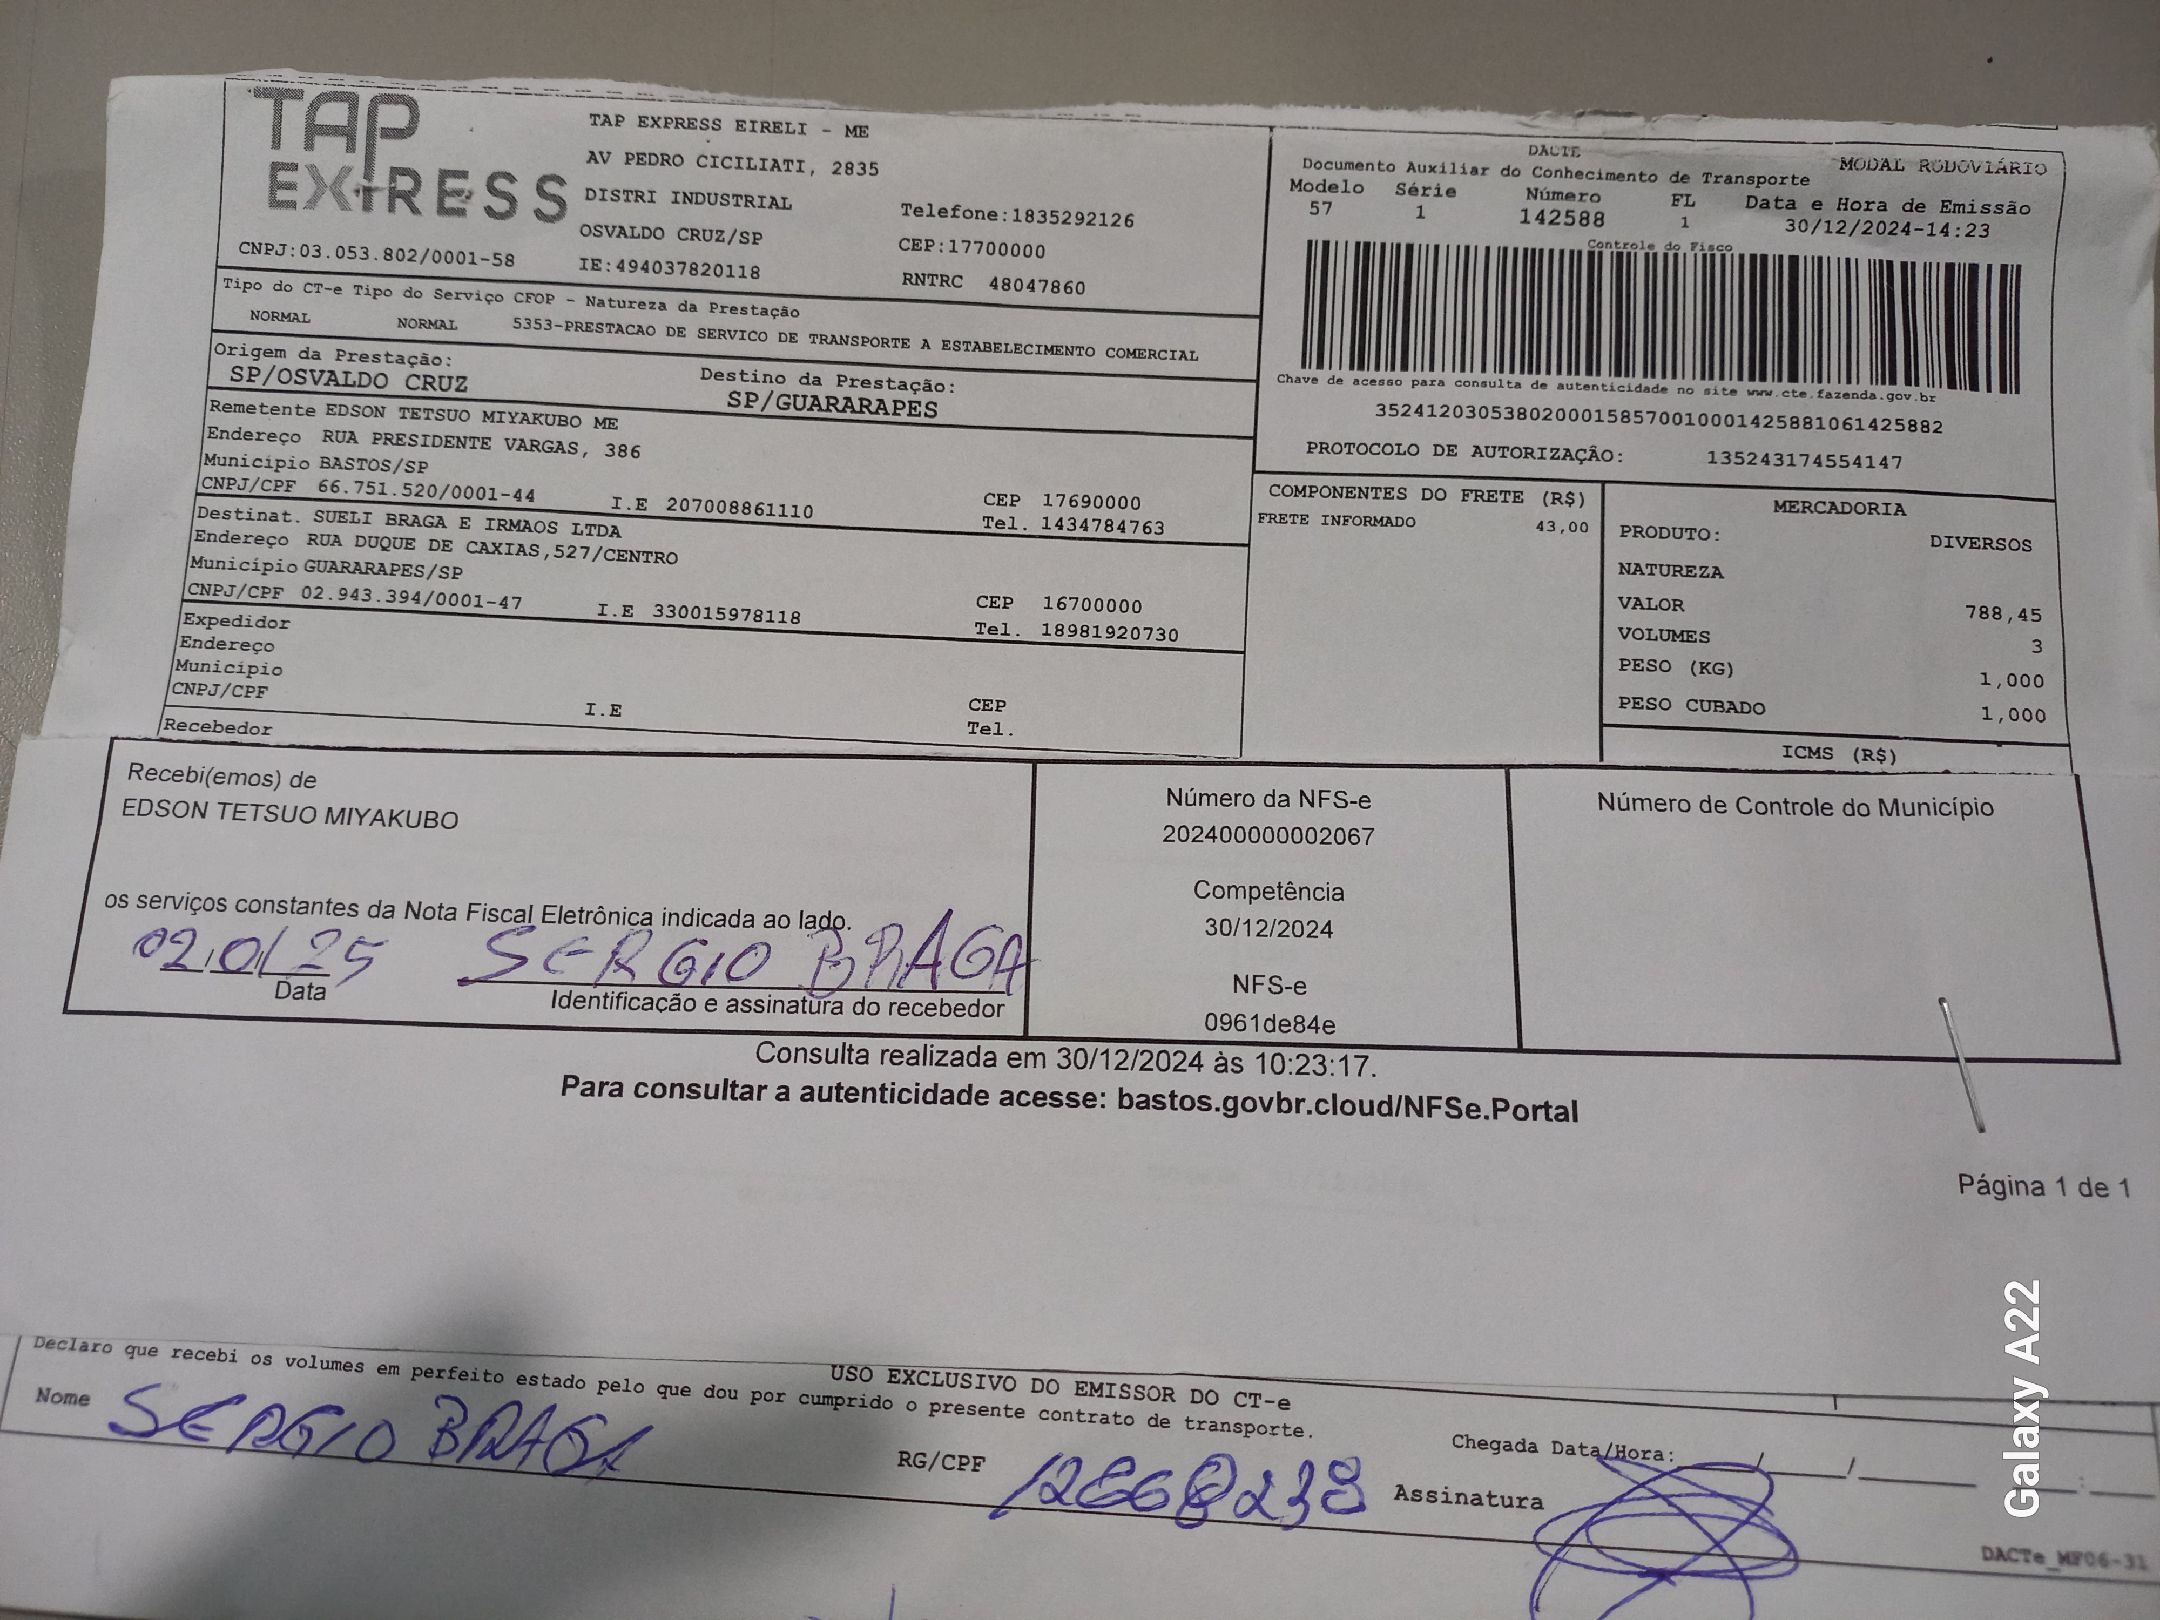 TAP EXPRESS
TAP EXPRESS EIRELI - ME
AV PEDRO CICILIATI, 2835
DISTRI INDUSTRIAL
Telefone:1835292126
OSVALDO CRUZ/SP
CEP:17700000
CNPJ:03.053.802/0001-58
IE:494037820118
RNTRC 48047860
Tipo do CT-e Tipo do Serviço CFOP - Natureza da Prestação
NORMAL NORMAL 5353-PRESTACAO DE SERVICO DE TRANSPORTE A ESTABELECIMENTO COMERCIAL
Origem da Prestação:
SP/OSVALDO CRUZ
Destino da Prestação:
SP/GUARARAPES
Remetente EDSON TETSUO MIYAKUBO ME
Endereço RUA PRESIDENTE VARGAS, 386
Município BASTOS/SP
CNPJ/CPF 66.751.520/0001-44 I.E 207008861110
CEP 17690000
Tel. 1434784763
Destinat. SUELI BRAGA E IRMAOS LTDA
Endereço RUA DUQUE DE CAXIAS,527/CENTRO
Município GUARARAPES/SP
CNPJ/CPF 02.943.394/0001-47 I.E 330015978118
CEP 16700000
Tel. 18981920730
Expedidor
Endereço
Município
CNPJ/CPF
I.E
CEP
Tel.
Recebedor
DACTE
MODAL RODOVIÁRIO
Documento Auxiliar do Conhecimento de Transporte
Modelo Série Número FL Data e Hora de Emissão
57 1 142588 1 30/12/2024-14:23
Controle do Fisco
Chave de acesso para consulta de autenticidade no site www.cte.fazenda.gov.br
35241203053802000158570010001425881061425882
PROTOCOLO DE AUTORIZAÇÂO: 135243174554147
COMPONENTES DO FRETE (R$)
FRETE INFORMADO 43,00
MERCADORIA
PRODUTO: DIVERSOS
NATUREZA
VALOR 788,45
VOLUMES 3
PESO (KG) 1,000
PESO CUBADO 1,000
ICMS (R$)
Recebi(emos) de
EDSON TETSUO MIYAKUBO
os serviços constantes da Nota Fiscal Eletrônica indicada ao lado.
02/01/25 SERGIO BRAGA
Data
Identificação e assinatura do recebedor
Número da NFS-e
202400000002067
Competência
30/12/2024
NFS-e
0961de84e
Número de Controle do Município
Consulta realizada em 30/12/2024 às 10:23:17.
Para consultar a autenticidade acesse: bastos.govbr.cloud/NFSe.Portal
Página 1 de 1
USO EXCLUSIVO DO EMISSOR DO CT-e
Declaro que recebi os volumes em perfeito estado pelo que dou por cumprido o presente contrato de transporte.
Nome SERGIO BRAGA
RG/CPF
Chegada Data/Hora: / / :
Assinatura
DACTe_MF06-31
Galaxy A22